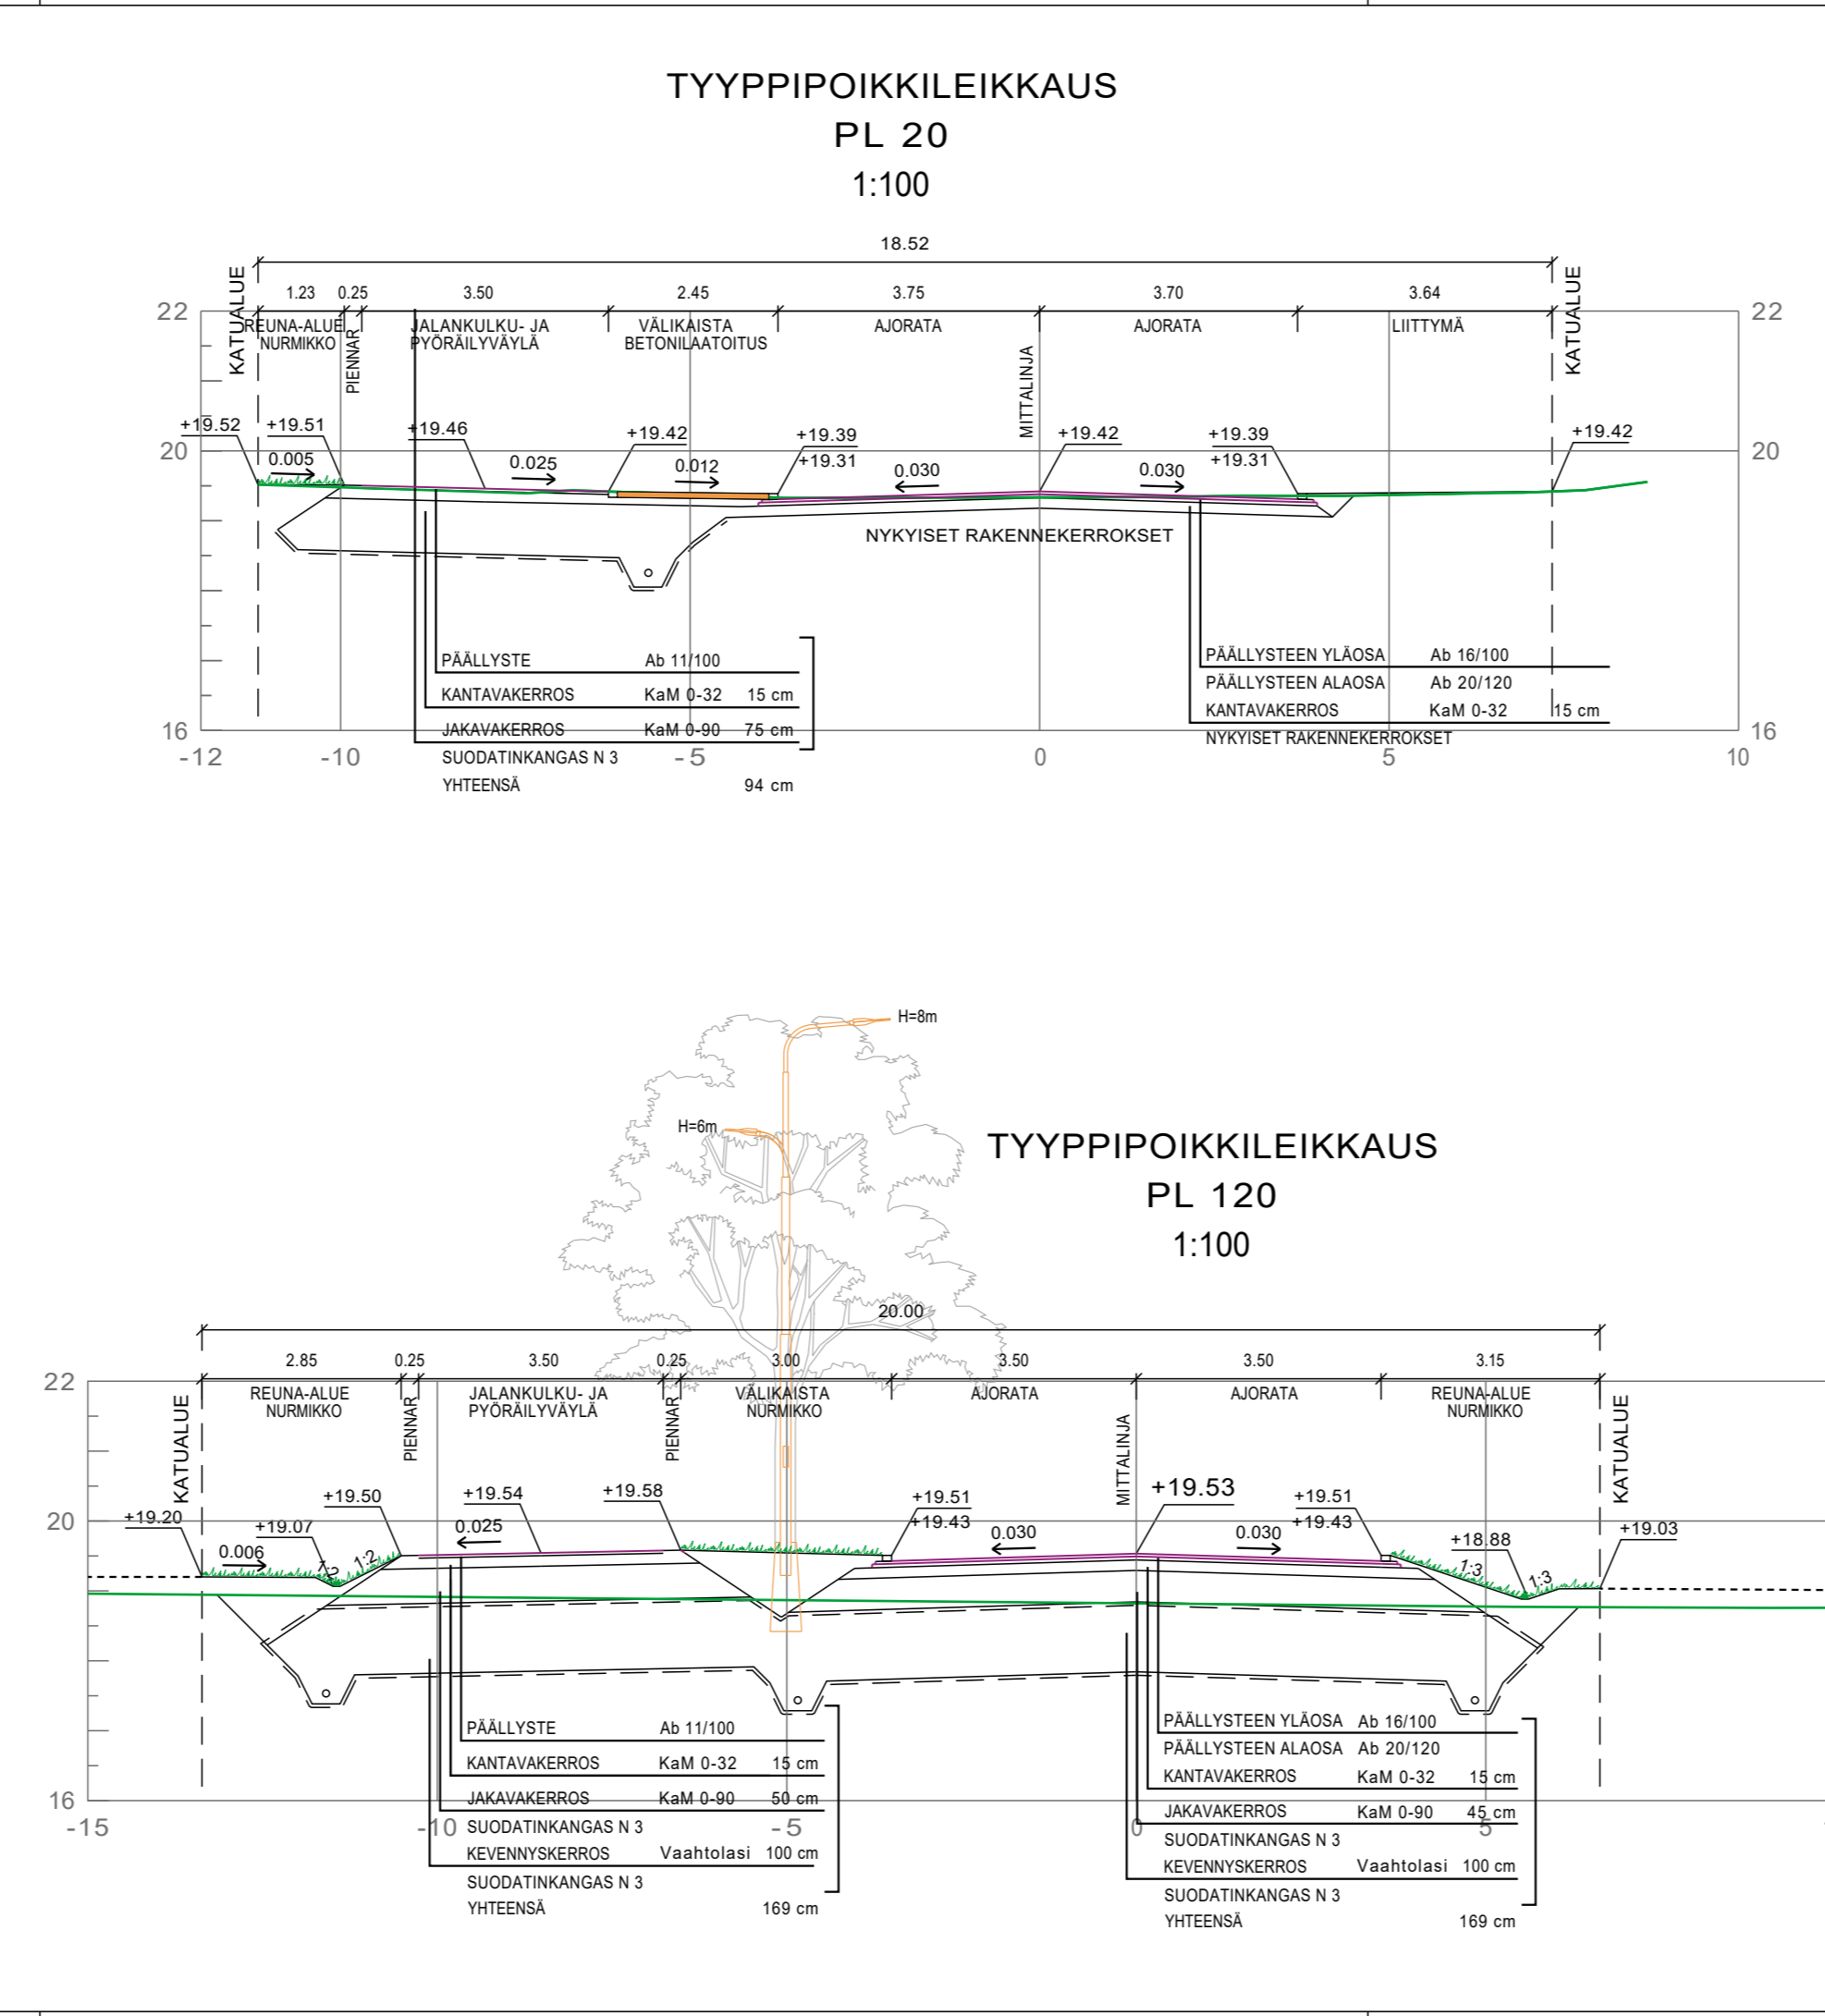 TYYPPIPOIKKILEIKKAUS
PL 20
1:100
18.52
1.23 0.25 3.50 2.45 3.75 3.70 3.64
22 22
KATUALUE
REUNA-ALUE
NURMIKKO
PIENNAR
JALANKULKU- JA
PYÖRÄILYVÄYLÄ
VÄLIKAISTA
BETONILAATOITUS
AJORATA
MITTALINJA
AJORATA
LIITTYMÄ
KATUALUE
+19.52 +19.51 +19.46 +19.42 +19.39 +19.42 +19.39 +19.42
+19.31 +19.31
20 20
0.005 0.025 0.012 0.030 0.030
NYKYISET RAKENNEKERROKSET
PÄÄLLYSTE Ab 11/100
KANTAVAKERROS KaM 0-32 15 cm
JAKAVAKERROS KaM 0-90 75 cm
SUODATINKANGAS N 3
YHTEENSÄ 94 cm
PÄÄLLYSTEEN YLÄOSA Ab 16/100
PÄÄLLYSTEEN ALAOSA Ab 20/120
KANTAVAKERROS KaM 0-32 15 cm
NYKYISET RAKENNEKERROKSET
16 16
-12 -10 -5 0 5 10
H=8m
H=6m
TYYPPIPOIKKILEIKKAUS
PL 120
1:100
20.00
2.85 0.25 3.50 0.25 3.00 3.50 3.50 3.15
22
KATUALUE
REUNA-ALUE
NURMIKKO
PIENNAR
JALANKULKU- JA
PYÖRÄILYVÄYLÄ
PIENNAR
VÄLIKAISTA
NURMIKKO
AJORATA
MITTALINJA
AJORATA
REUNA-ALUE
NURMIKKO
KATUALUE
+19.20 +19.07 +19.50 +19.54 +19.58 +19.51 +19.53 +19.51 +18.88 +19.03
+19.43 +19.43
20
0.006 1:2 1:2 0.025 0.030 0.030 1:3 1:3
PÄÄLLYSTE Ab 11/100
KANTAVAKERROS KaM 0-32 15 cm
JAKAVAKERROS KaM 0-90 50 cm
SUODATINKANGAS N 3
KEVENNYSKERROS Vaahtolasi 100 cm
SUODATINKANGAS N 3
YHTEENSÄ 169 cm
PÄÄLLYSTEEN YLÄOSA Ab 16/100
PÄÄLLYSTEEN ALAOSA Ab 20/120
KANTAVAKERROS KaM 0-32 15 cm
JAKAVAKERROS KaM 0-90 45 cm
SUODATINKANGAS N 3
KEVENNYSKERROS Vaahtolasi 100 cm
SUODATINKANGAS N 3
YHTEENSÄ 169 cm
16
-15 -10 -5 0 5